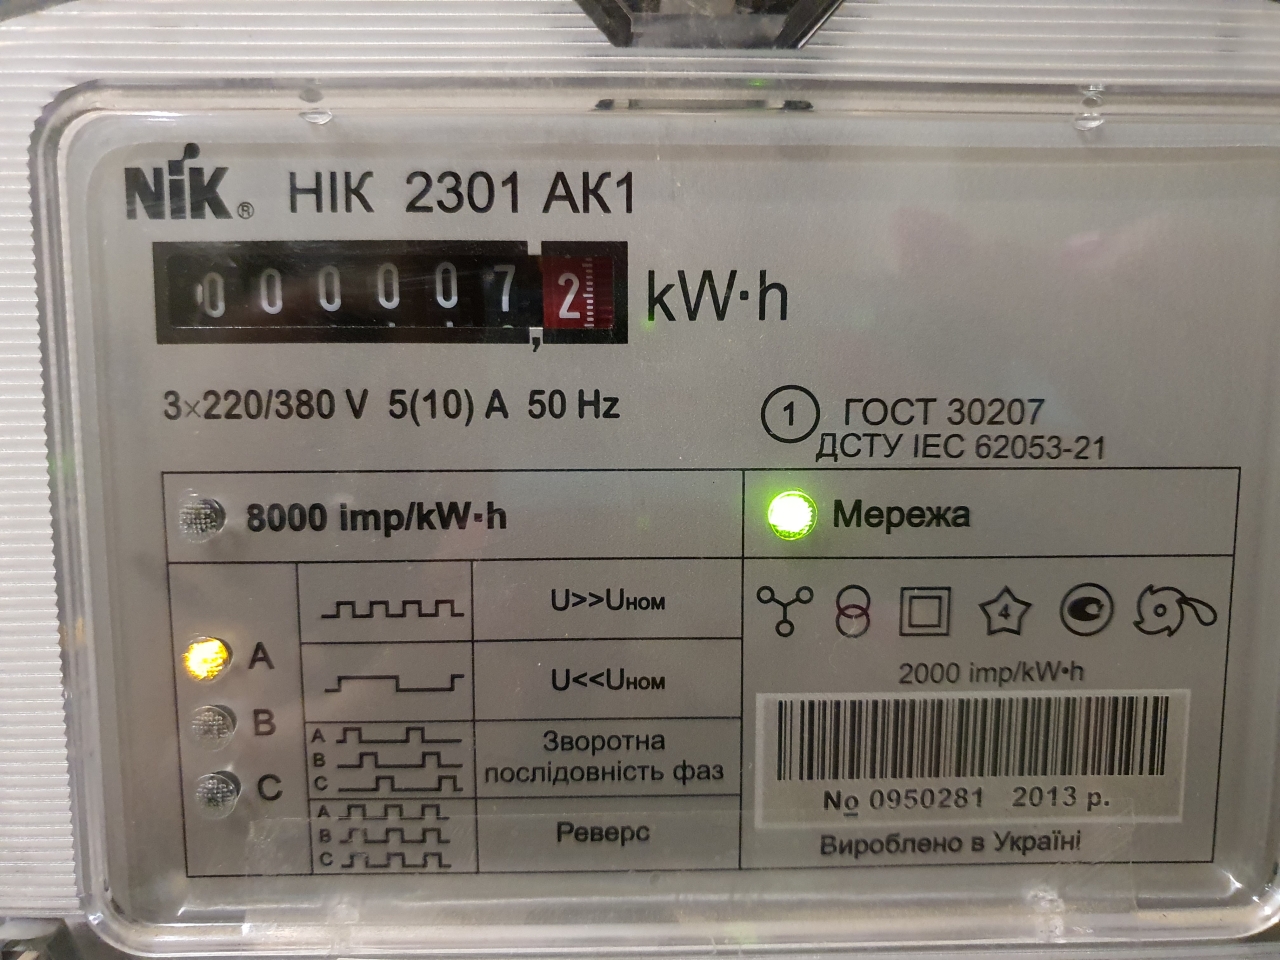 NiK® НІК 2301 АК1
000007,2 kW·h
3×220/380 V 5(10) A 50 Hz
1 ГОСТ 30207
ДСТУ IEC 62053-21
8000 imp/kW·h
Мережа
U>>Uном
A
U<<Uном
B
C
A
B
C
Зворотна
послідовність фаз
A
B
C
Реверс
4
2000 imp/kW·h
№ 0950281 2013 р.
Вироблено в Україні